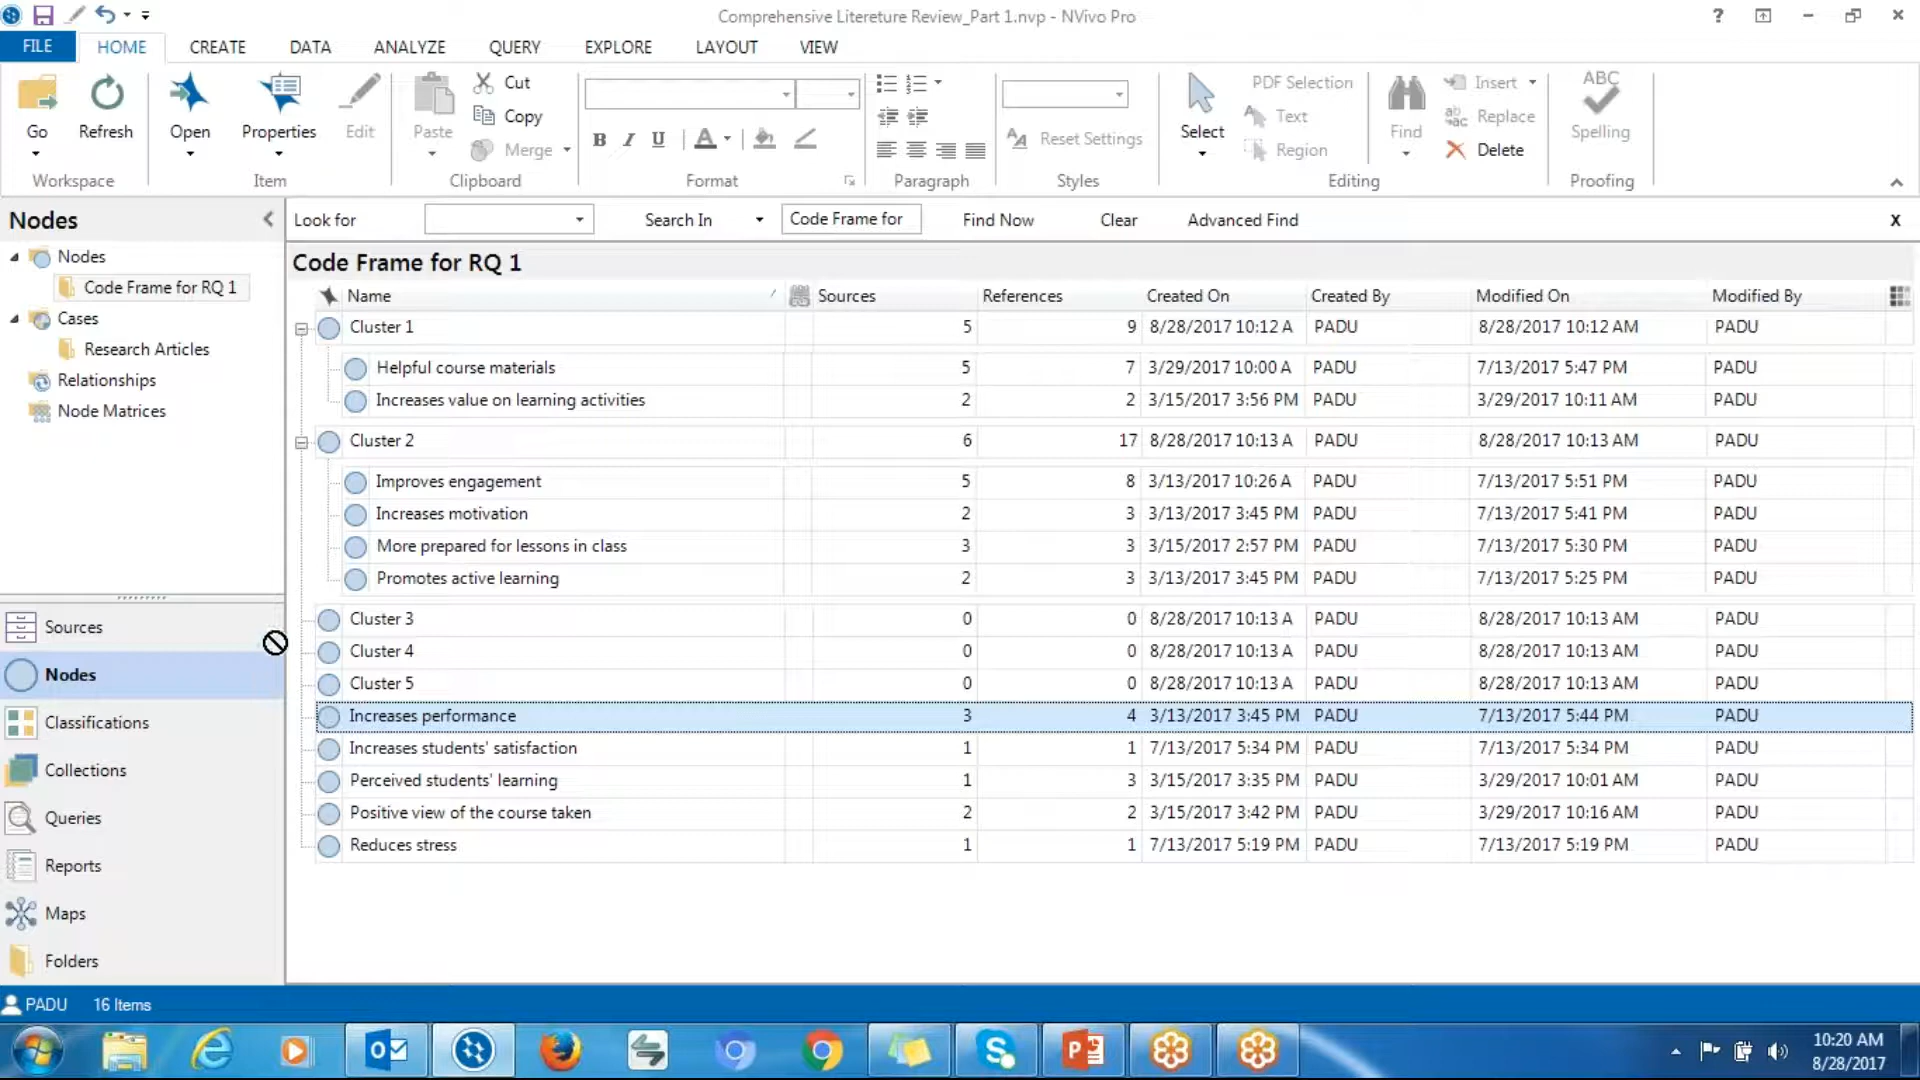 Comprehensive Litereture Review_Part 1.nvp - NVivo Pro
?
FILE HOME CREATE DATA ANALYZE QUERY EXPLORE LAYOUT VIEW
Go Refresh Open Properties Edit Paste Cut Copy Merge
B I U A
Reset Settings
Select PDF Selection Text Region Find Insert Replace Delete
ABC
Spelling
Workspace Item Clipboard Format Paragraph Styles Editing Proofing
Nodes
Look for Search In Code Frame for Find Now Clear Advanced Find X
Nodes
Code Frame for RQ 1
Cases
Research Articles
Relationships
Node Matrices
Sources
Nodes
Classifications
Collections
Queries
Reports
Maps
Folders
Code Frame for RQ 1
Name Sources References Created On Created By Modified On Modified By
Cluster 1 5 9 8/28/2017 10:12 A PADU 8/28/2017 10:12 AM PADU
Helpful course materials 5 7 3/29/2017 10:00 A PADU 7/13/2017 5:47 PM PADU
Increases value on learning activities 2 2 3/15/2017 3:56 PM PADU 3/29/2017 10:11 AM PADU
Cluster 2 6 17 8/28/2017 10:13 A PADU 8/28/2017 10:13 AM PADU
Improves engagement 5 8 3/13/2017 10:26 A PADU 7/13/2017 5:51 PM PADU
Increases motivation 2 3 3/13/2017 3:45 PM PADU 7/13/2017 5:41 PM PADU
More prepared for lessons in class 3 3 3/15/2017 2:57 PM PADU 7/13/2017 5:30 PM PADU
Promotes active learning 2 3 3/13/2017 3:45 PM PADU 7/13/2017 5:25 PM PADU
Cluster 3 0 0 8/28/2017 10:13 A PADU 8/28/2017 10:13 AM PADU
Cluster 4 0 0 8/28/2017 10:13 A PADU 8/28/2017 10:13 AM PADU
Cluster 5 0 0 8/28/2017 10:13 A PADU 8/28/2017 10:13 AM PADU
Increases performance 3 4 3/13/2017 3:45 PM PADU 7/13/2017 5:44 PM PADU
Increases students' satisfaction 1 1 7/13/2017 5:34 PM PADU 7/13/2017 5:34 PM PADU
Perceived students' learning 1 3 3/15/2017 3:35 PM PADU 3/29/2017 10:01 AM PADU
Positive view of the course taken 2 2 3/15/2017 3:42 PM PADU 3/29/2017 10:16 AM PADU
Reduces stress 1 1 7/13/2017 5:19 PM PADU 7/13/2017 5:19 PM PADU
PADU 16 Items
10:20 AM
8/28/2017